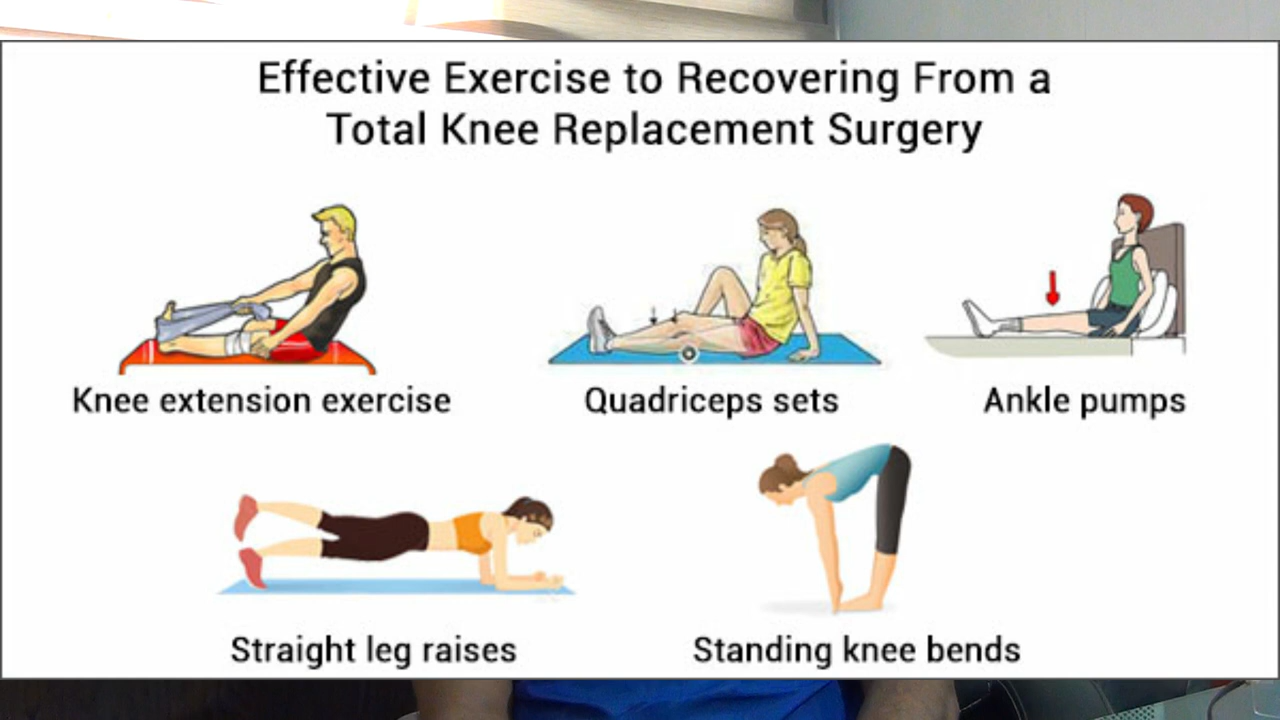 Effective Exercise to Recovering From a
Total Knee Replacement Surgery
Knee extension exercise
Quadriceps sets
Ankle pumps
Straight leg raises
Standing knee bends